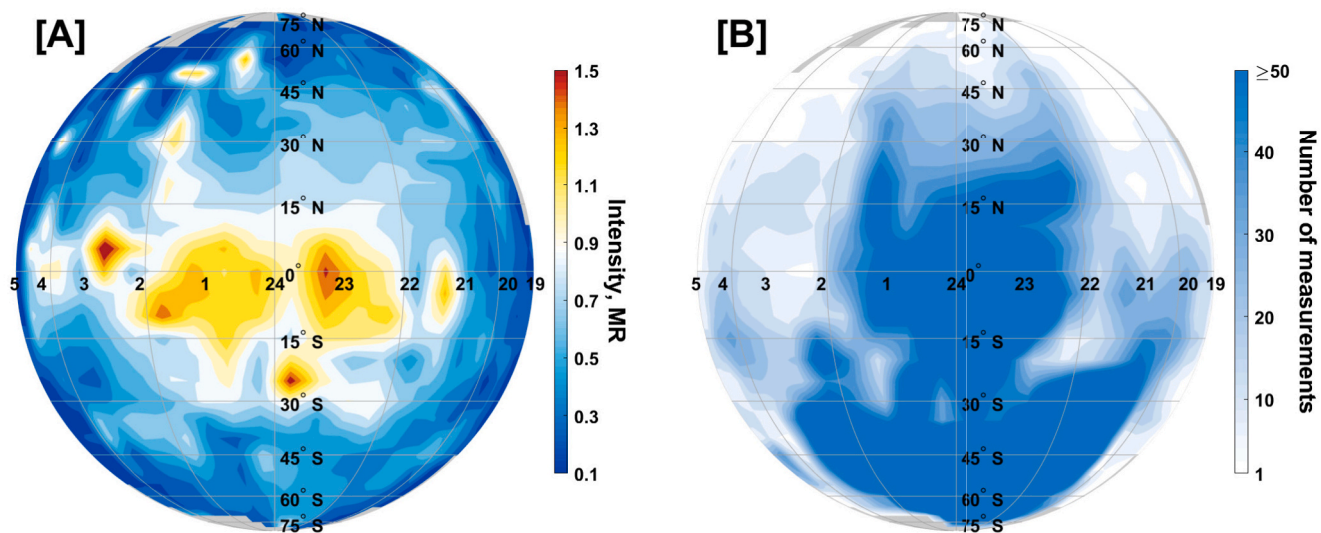 [A]
75° N
60° N
45° N
30° N
15° N
0°
5 4 3 2 1 24 23 22 21 20 19
15° S
30° S
45° S
60° S
75° S
1.5
1.3
1.1
0.9
0.7
0.5
0.3
0.1
Intensity, MR
[B]
75° N
60° N
45° N
30° N
15° N
0°
5 4 3 2 1 24 23 22 21 20 19
15° S
30° S
45° S
60° S
75° S
≥50
40
30
20
10
1
Number of measurements